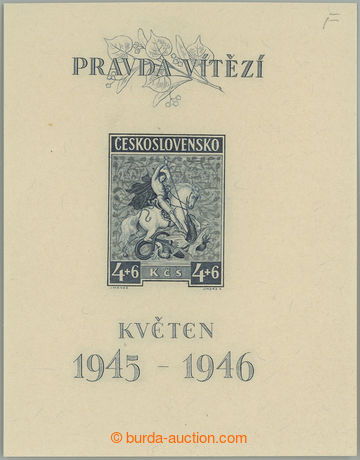 PRAVDA VÍTĚZÍ
ČESKOSLOVENSKO
4+6 KČS 4+6
KVĚTEN
1945 - 1946
burda-auction.com